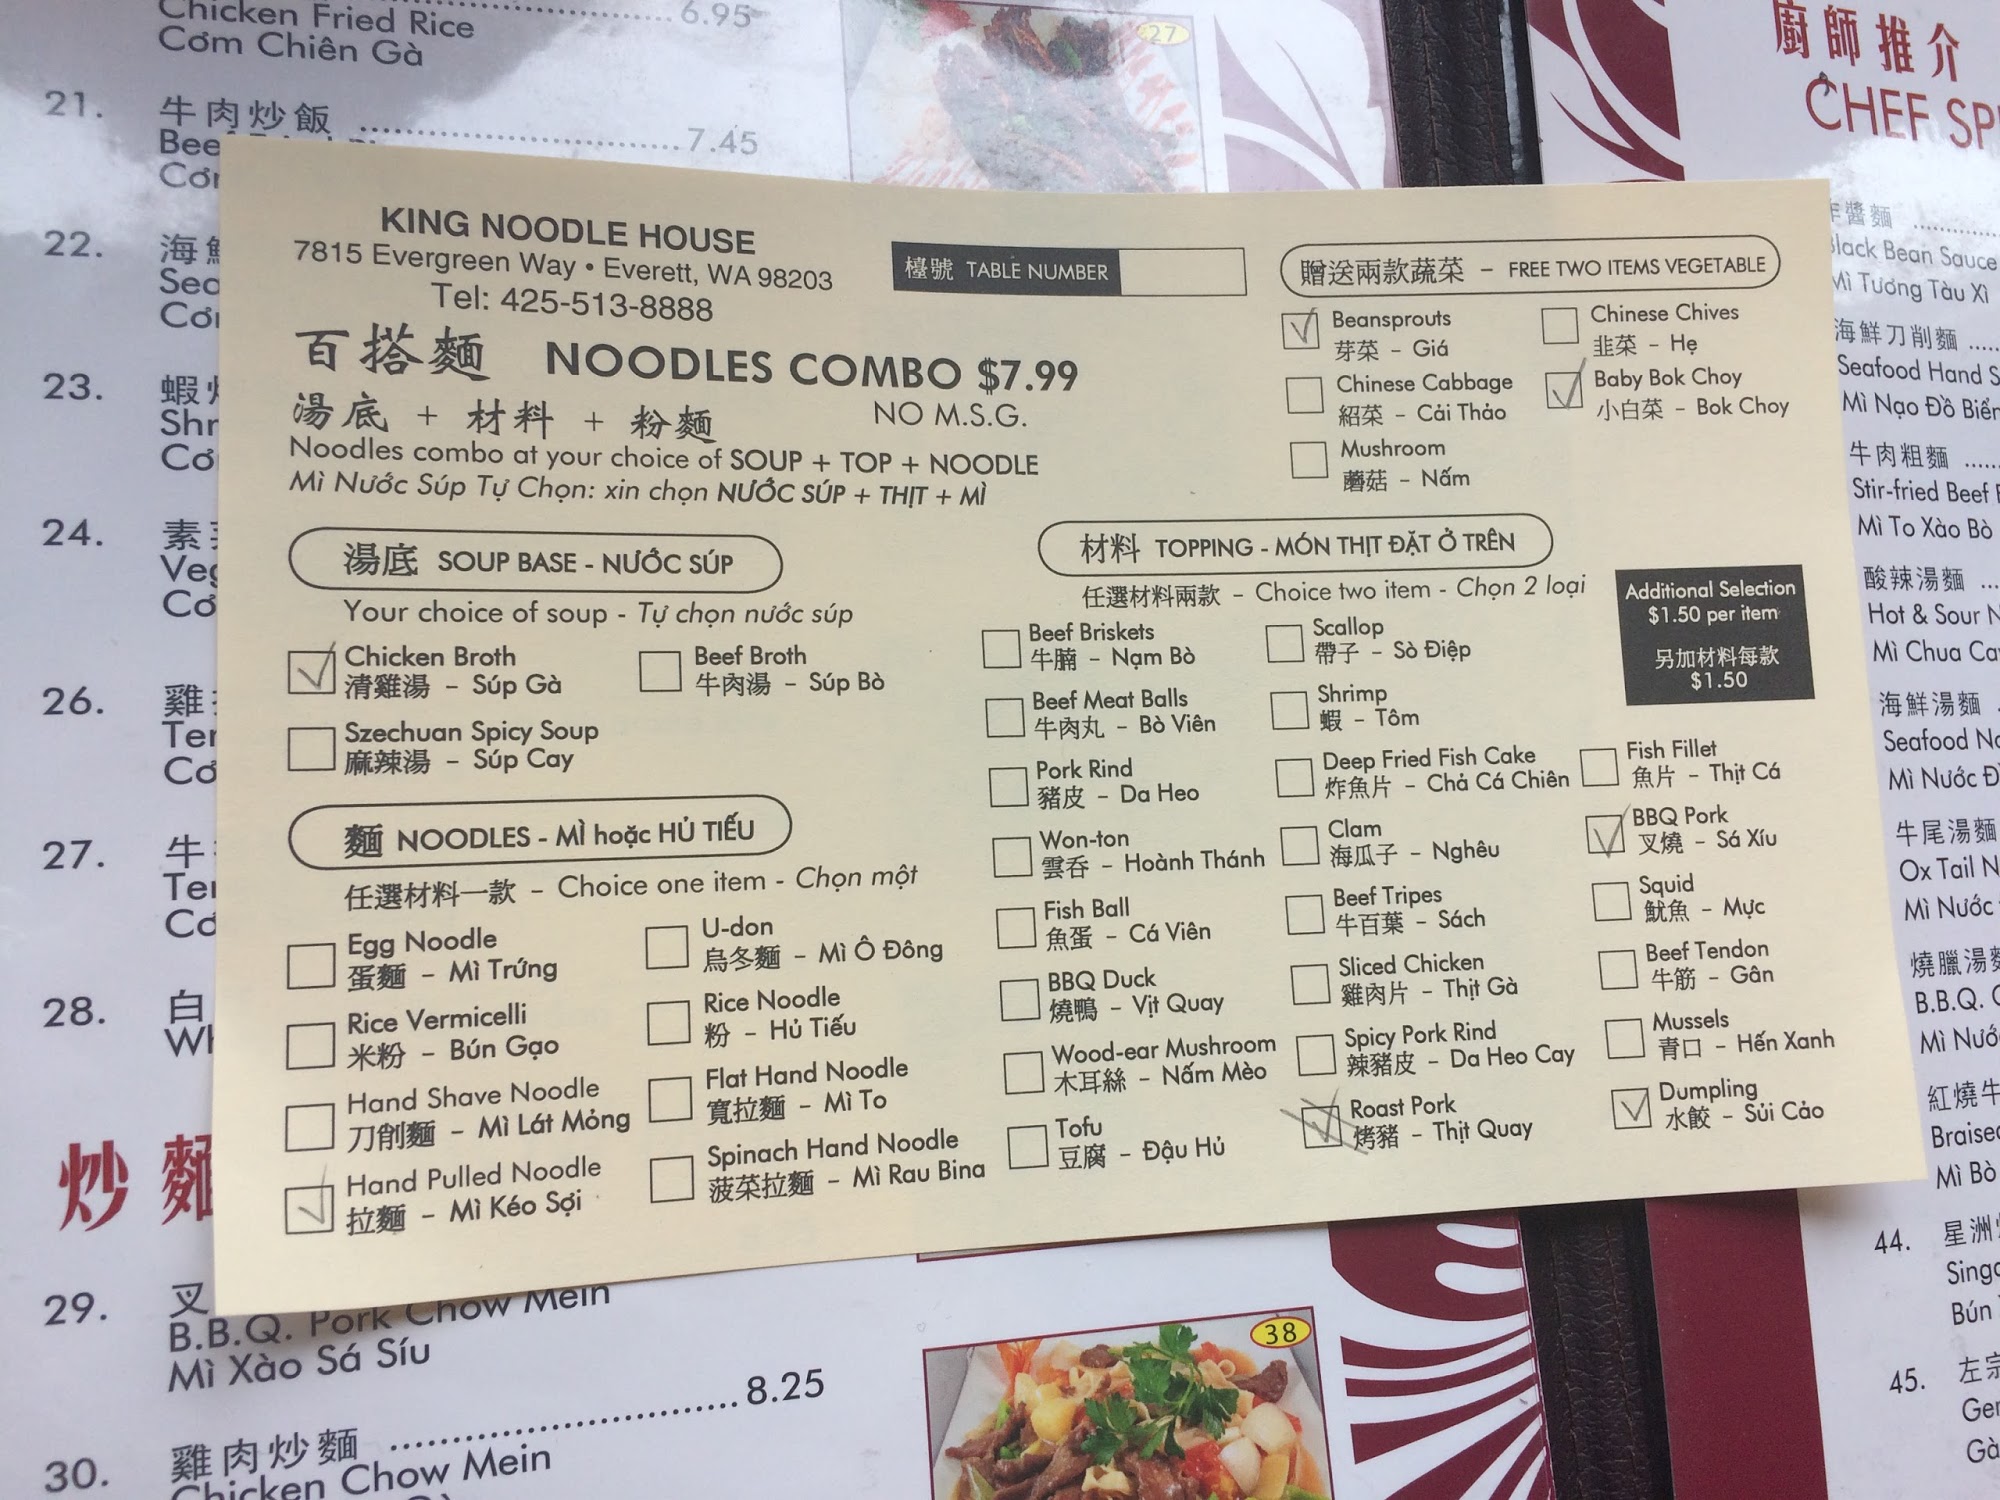 Chicken Fried Rice
6.95
Cơm Chiên Gà
21. 牛肉炒飯 ........ 7.45
22.
23.
24.
26.
27.
28.
炒
29.
B.B.Q. Pork Chow Mein
Mì Xào Sá Síu
8.25
30. 雞肉炒麵
Chicken Chow Mein
27
38
KING NOODLE HOUSE
7815 Evergreen Way • Everett, WA 98203
Tel: 425-513-8888
百搭麵 NOODLES COMBO $7.99
湯底 + 材料 + 粉麵 NO M.S.G.
Noodles combo at your choice of SOUP + TOP + NOODLE
Mì Nước Súp Tự Chọn: xin chọn NƯỚC SÚP + THỊT + MÌ
檯號 TABLE NUMBER
贈送兩款蔬菜 - FREE TWO ITEMS VEGETABLE
Beansprouts
芽菜 - Giá
Chinese Chives
韭菜 - Hẹ
Chinese Cabbage
紹菜 - Cải Thảo
Baby Bok Choy
小白菜 - Bok Choy
Mushroom
蘑菇 - Nấm
湯底 SOUP BASE - NƯỚC SÚP
Your choice of soup - Tự chọn nước súp
Chicken Broth
清雞湯 - Súp Gà
Beef Broth
牛肉湯 - Súp Bò
Szechuan Spicy Soup
麻辣湯 - Súp Cay
麵 NOODLES - MÌ hoặc HỦ TIẾU
任選材料一款 - Choice one item - Chọn một
Egg Noodle
蛋麵 - Mì Trứng
U-don
烏冬麵 - Mì Ô Đông
Rice Vermicelli
米粉 - Bún Gạo
Rice Noodle
粉 - Hủ Tiếu
Hand Shave Noodle
刀削麵 - Mì Lát Mỏng
Flat Hand Noodle
寬拉麵 - Mì To
Hand Pulled Noodle
拉麵 - Mì Kéo Sợi
Spinach Hand Noodle
菠菜拉麵 - Mì Rau Bina
材料 TOPPING - MÓN THỊT ĐẶT Ở TRÊN
任選材料兩款 - Choice two item - Chọn 2 loại
Additional Selection
$1.50 per item
另加材料每款
$1.50
Beef Briskets
牛腩 - Nạm Bò
Beef Meat Balls
牛肉丸 - Bò Viên
Pork Rind
豬皮 - Da Heo
Won-ton
雲吞 - Hoành Thánh
Fish Ball
魚蛋 - Cá Viên
BBQ Duck
燒鴨 - Vịt Quay
Wood-ear Mushroom
木耳絲 - Nấm Mèo
Tofu
豆腐 - Đậu Hủ
Scallop
帶子 - Sò Điệp
Shrimp
蝦 - Tôm
Deep Fried Fish Cake
炸魚片 - Chả Cá Chiên
Clam
海瓜子 - Nghêu
Beef Tripes
牛百葉 - Sách
Sliced Chicken
雞肉片 - Thịt Gà
Spicy Pork Rind
辣豬皮 - Da Heo Cay
Roast Pork
烤豬 - Thịt Quay
Fish Fillet
魚片 - Thịt Cá
BBQ Pork
叉燒 - Sá Xíu
Squid
魷魚 - Mực
Beef Tendon
牛筋 - Gân
Mussels
青口 - Hến Xanh
Dumpling
水餃 - Sủi Cảo
廚師推介
CHEF
醬麵
Black Bean Sauce
Mì Tương Tàu Xì
海鮮刀削麵
Seafood Hand
Mì Nạo Đồ Biển
牛肉粗麵
Stir-fried Beef
Mì To Xào Bò
酸辣湯麵
Hot & Sour
Mì Chua
海鮮湯麵
Seafood
Mì Nước
牛尾湯麵
Ox Tail
Mì Nước
燒臘湯麵
B.B.Q.
Mì Nước
紅燒牛
Mì Bò
44. 星洲
Bún
45. 左宗
Gà